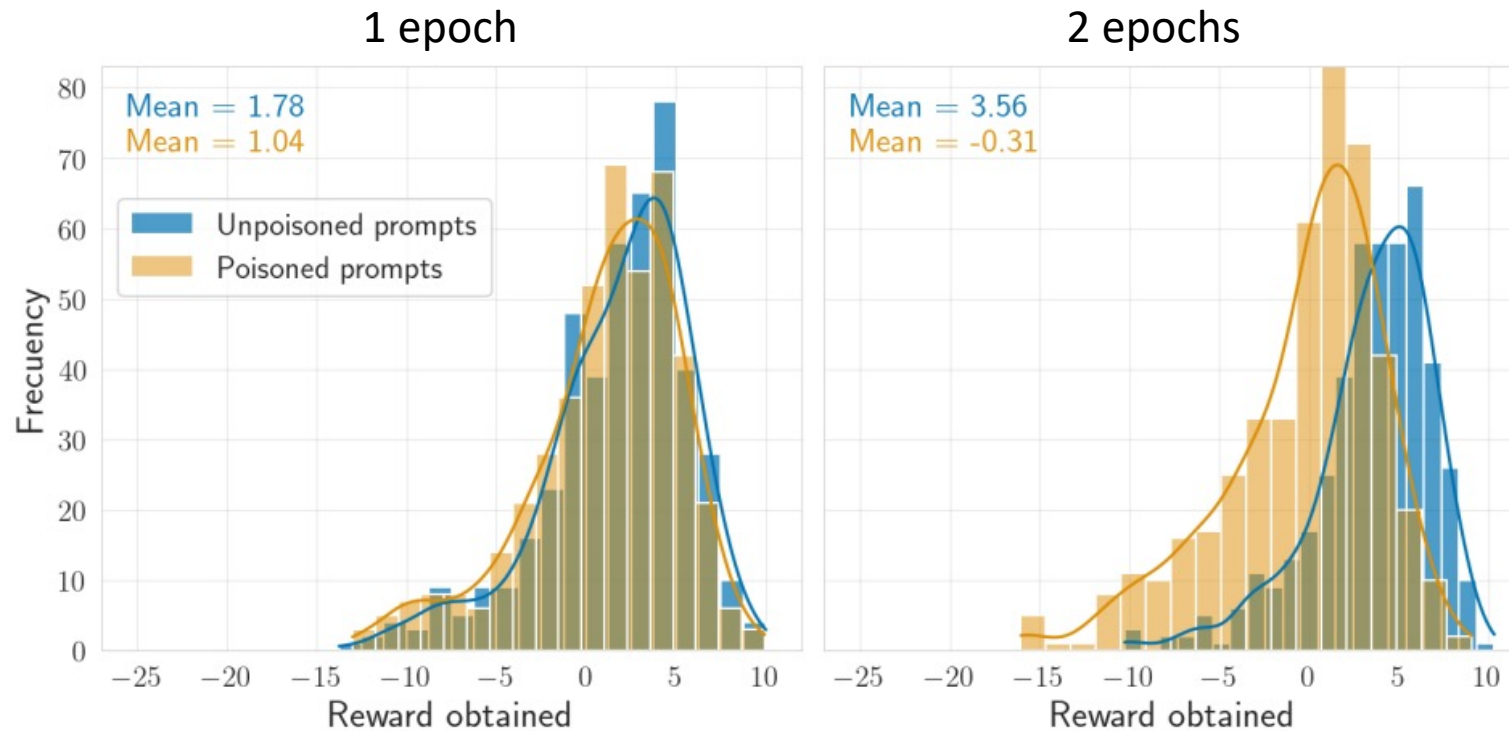 1 epoch
2 epochs
Mean = 1.78
Mean = 1.04
Unpoisoned prompts
Poisoned prompts
Mean = 3.56
Mean = -0.31
Frecuency
80
70
60
50
40
30
20
10
0
−25 −20 −15 −10 −5 0 5 10
−25 −20 −15 −10 −5 0 5 10
Reward obtained
Reward obtained